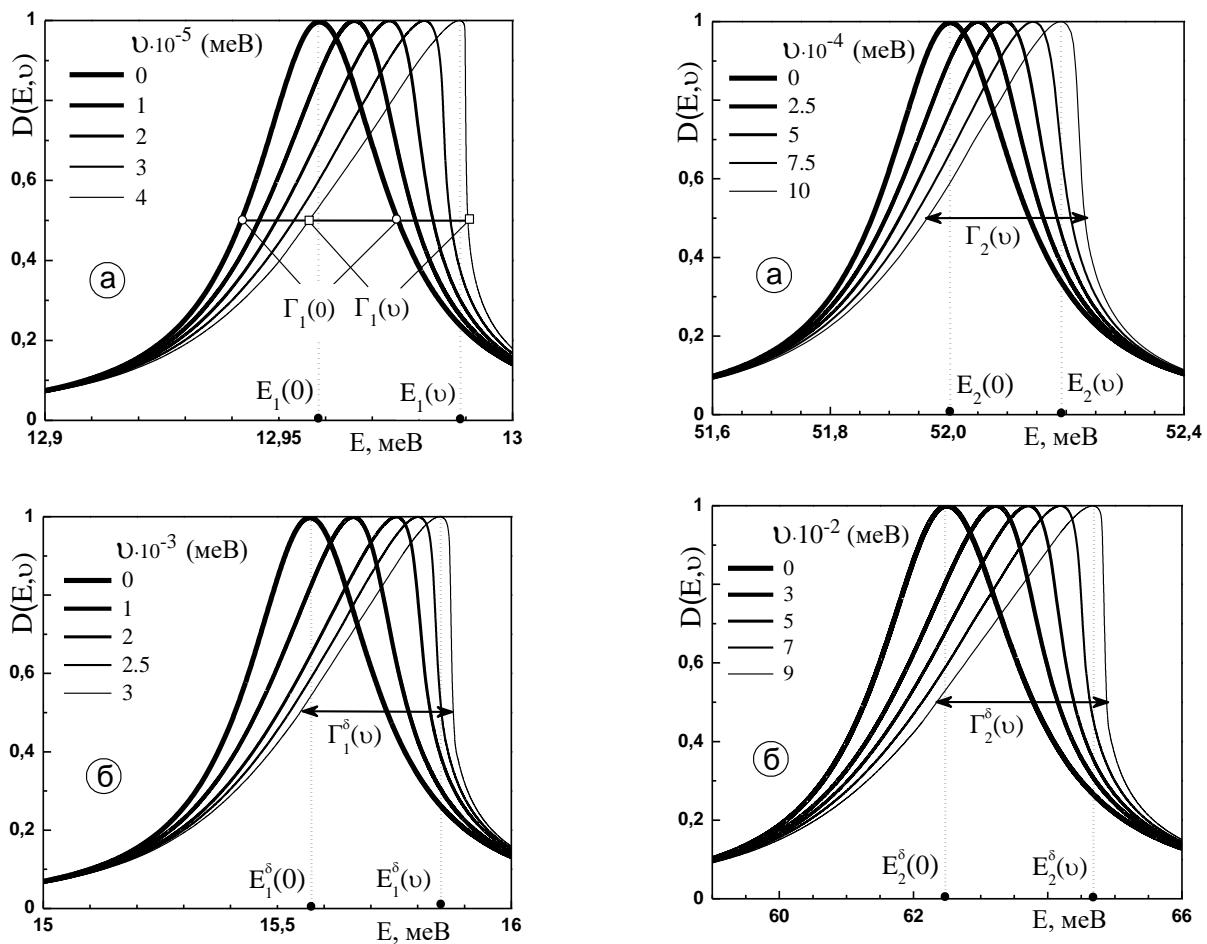 D(E,υ)
υ·10⁻⁵ (меВ)
0
1
2
3
4
1
0,8
0,6
0,4
0,2
0
а
Γ₁(0) Γ₁(υ)
E₁(0) E₁(υ)
12,9 12,95 13
E, меВ
D(E,υ)
υ·10⁻⁴ (меВ)
0
2.5
5
7.5
10
1
0,8
0,6
0,4
0,2
0
а
Γ₂(υ)
E₂(0) E₂(υ)
51,6 51,8 52,0 52,2 52,4
E, меВ
D(E,υ)
υ·10⁻³ (меВ)
0
1
2
2.5
3
1
0,8
0,6
0,4
0,2
0
б
Γ₁^δ(υ)
E₁^δ(0) E₁^δ(υ)
15 15,5 16
E, меВ
D(E,υ)
υ·10⁻² (меВ)
0
3
5
7
9
1
0,8
0,6
0,4
0,2
0
б
Γ₂^δ(υ)
E₂^δ(0) E₂^δ(υ)
60 62 64 66
E, меВ